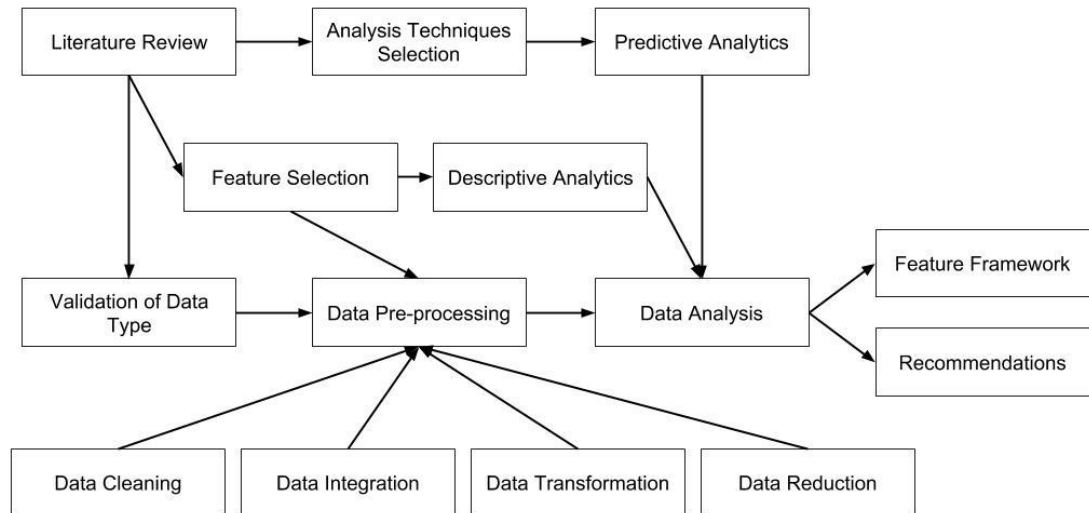 Literature Review
Analysis Techniques
Selection
Predictive Analytics
Feature Selection
Descriptive Analytics
Feature Framework
Validation of Data
Type
Data Pre-processing
Data Analysis
Recommendations
Data Cleaning
Data Integration
Data Transformation
Data Reduction